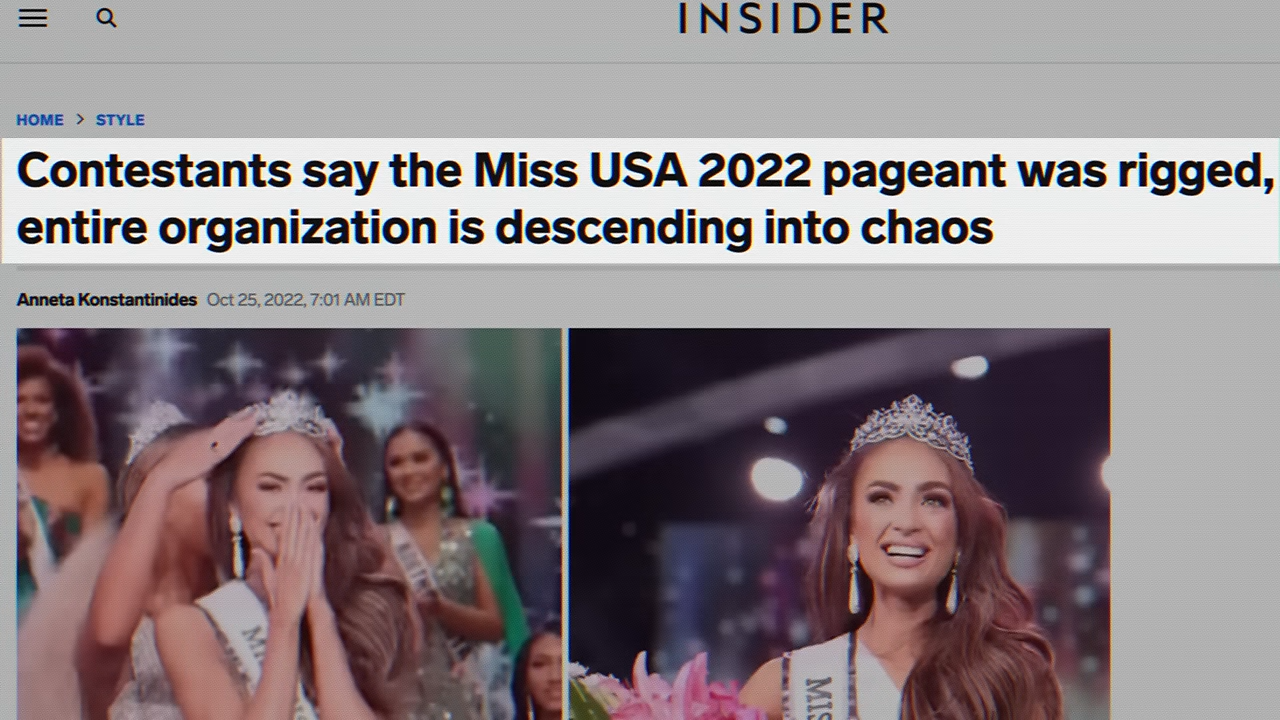 INSIDER
HOME > STYLE
Contestants say the Miss USA 2022 pageant was rigged,
entire organization is descending into chaos
Anneta Konstantinides Oct 25, 2022, 7:01 AM EDT